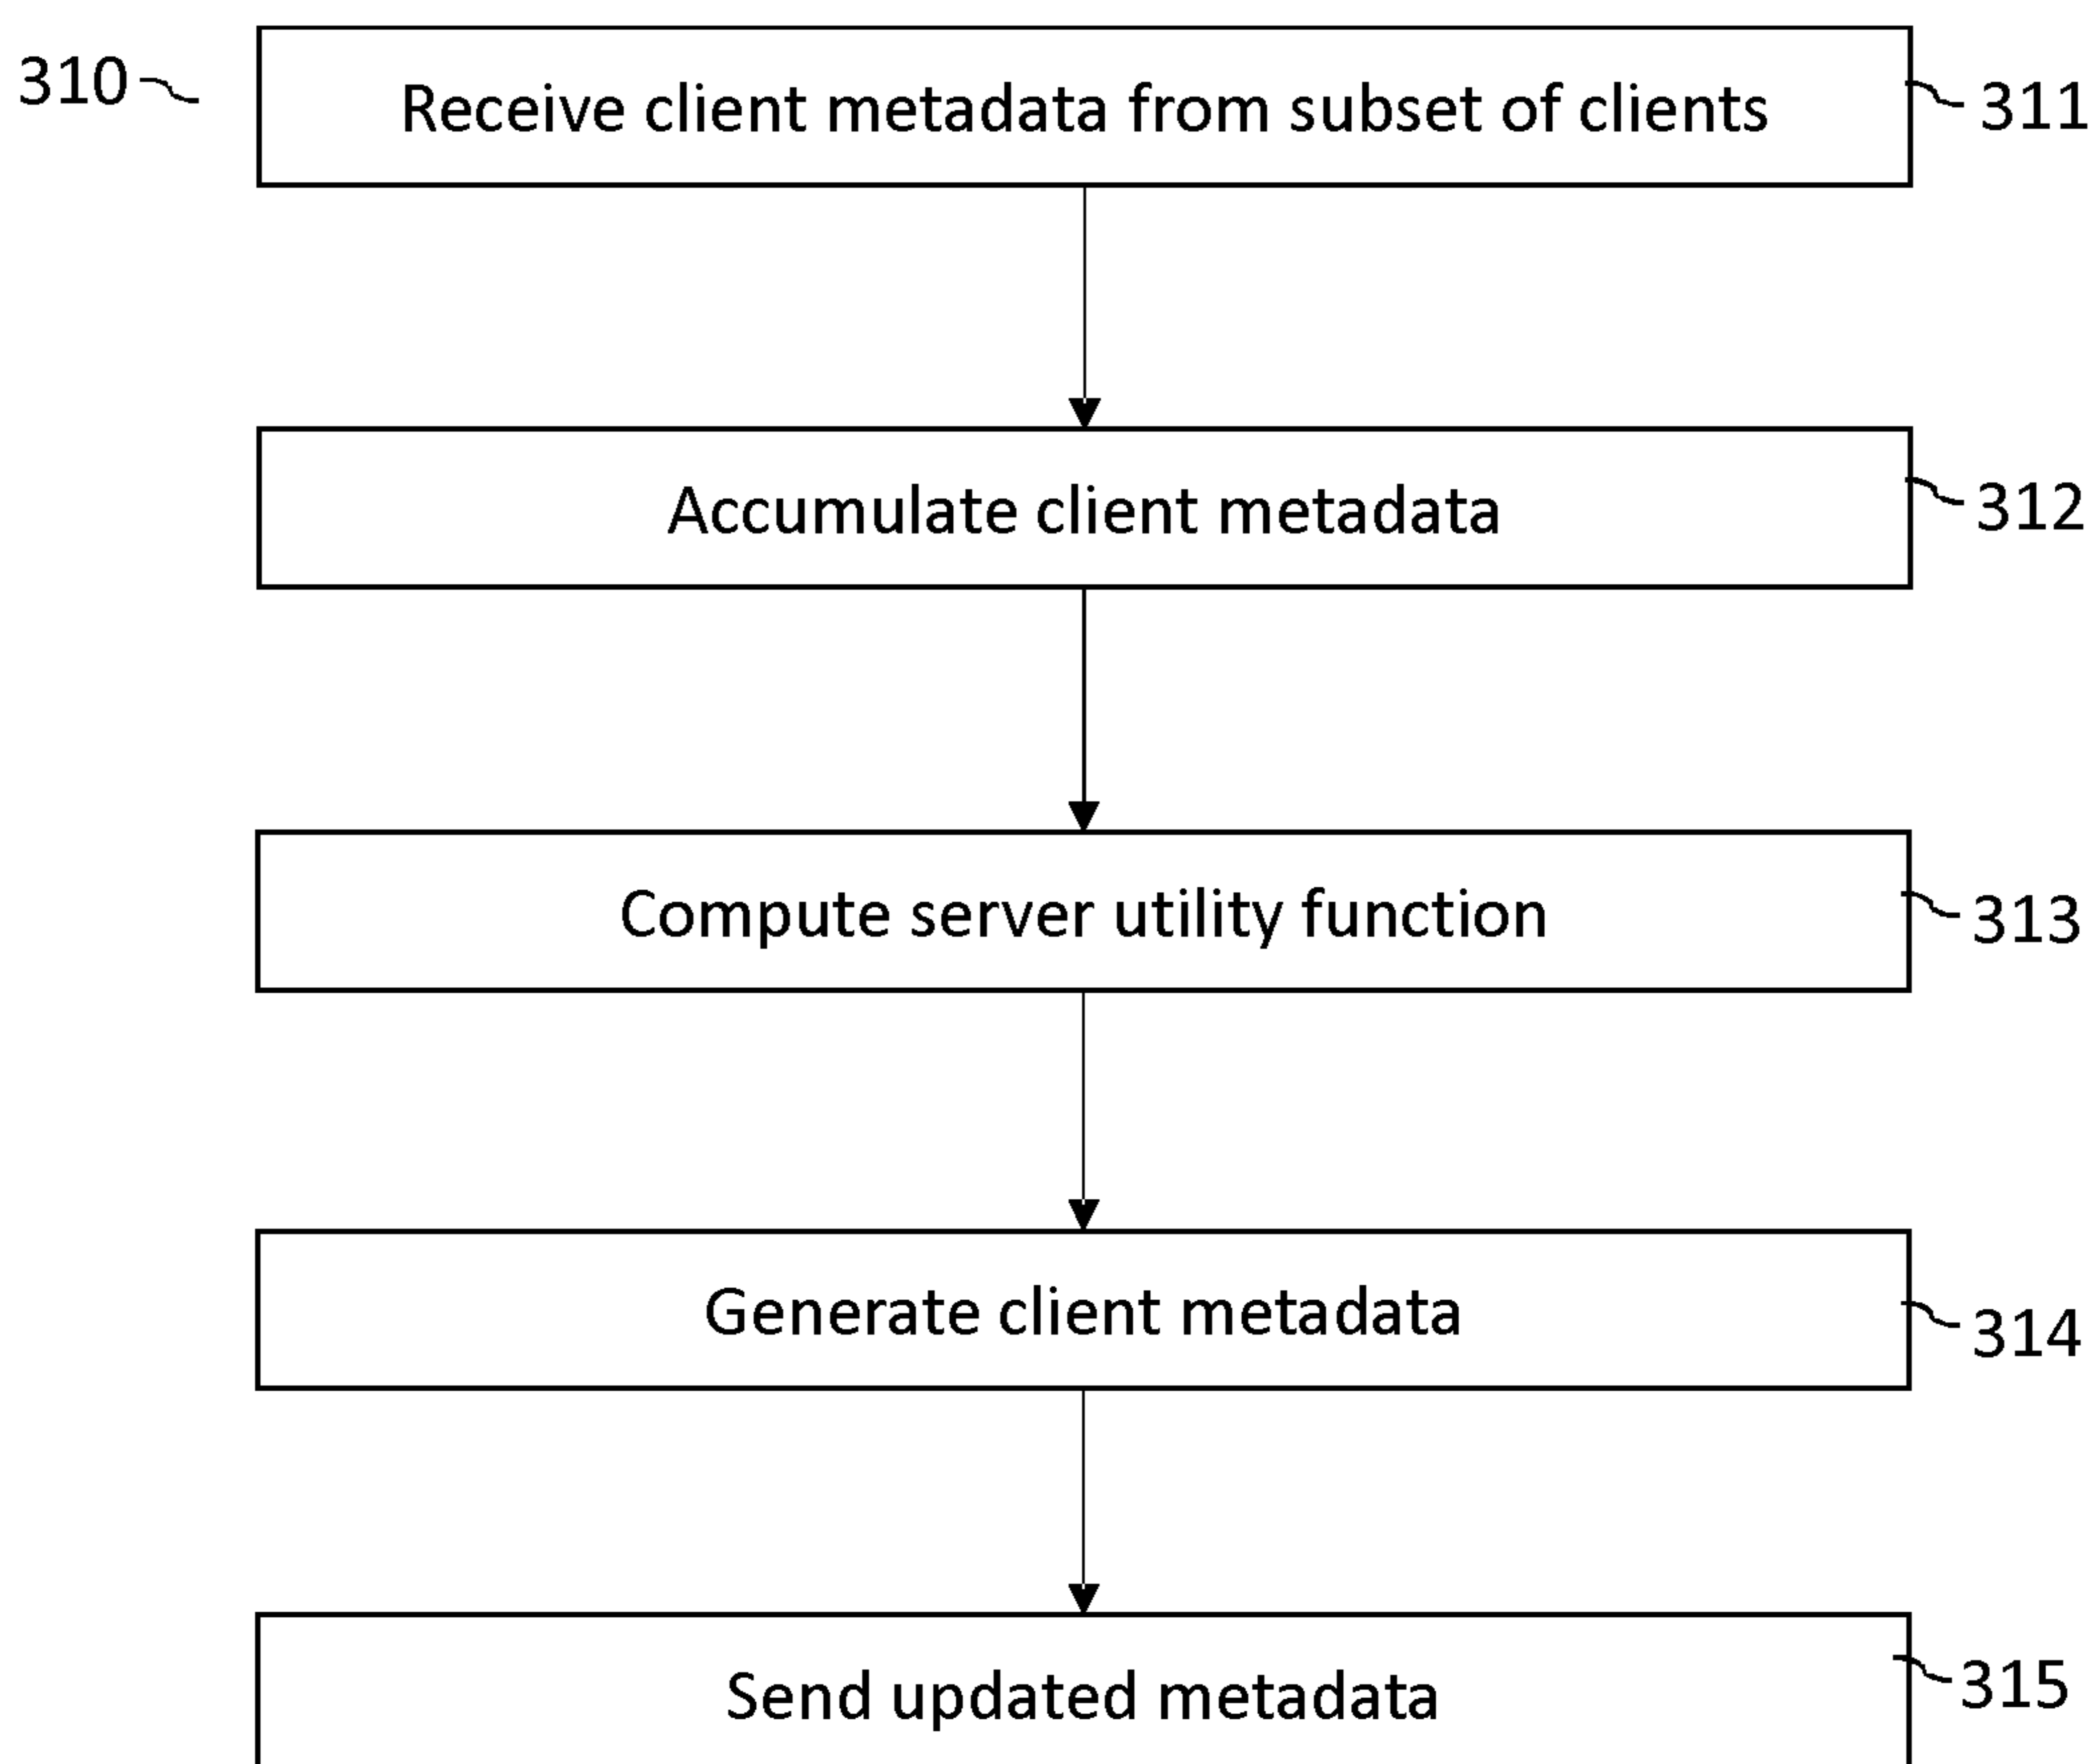 310
Receive client metadata from subset of clients
311
Accumulate client metadata
312
Compute server utility function
313
Generate client metadata
314
Send updated metadata
315